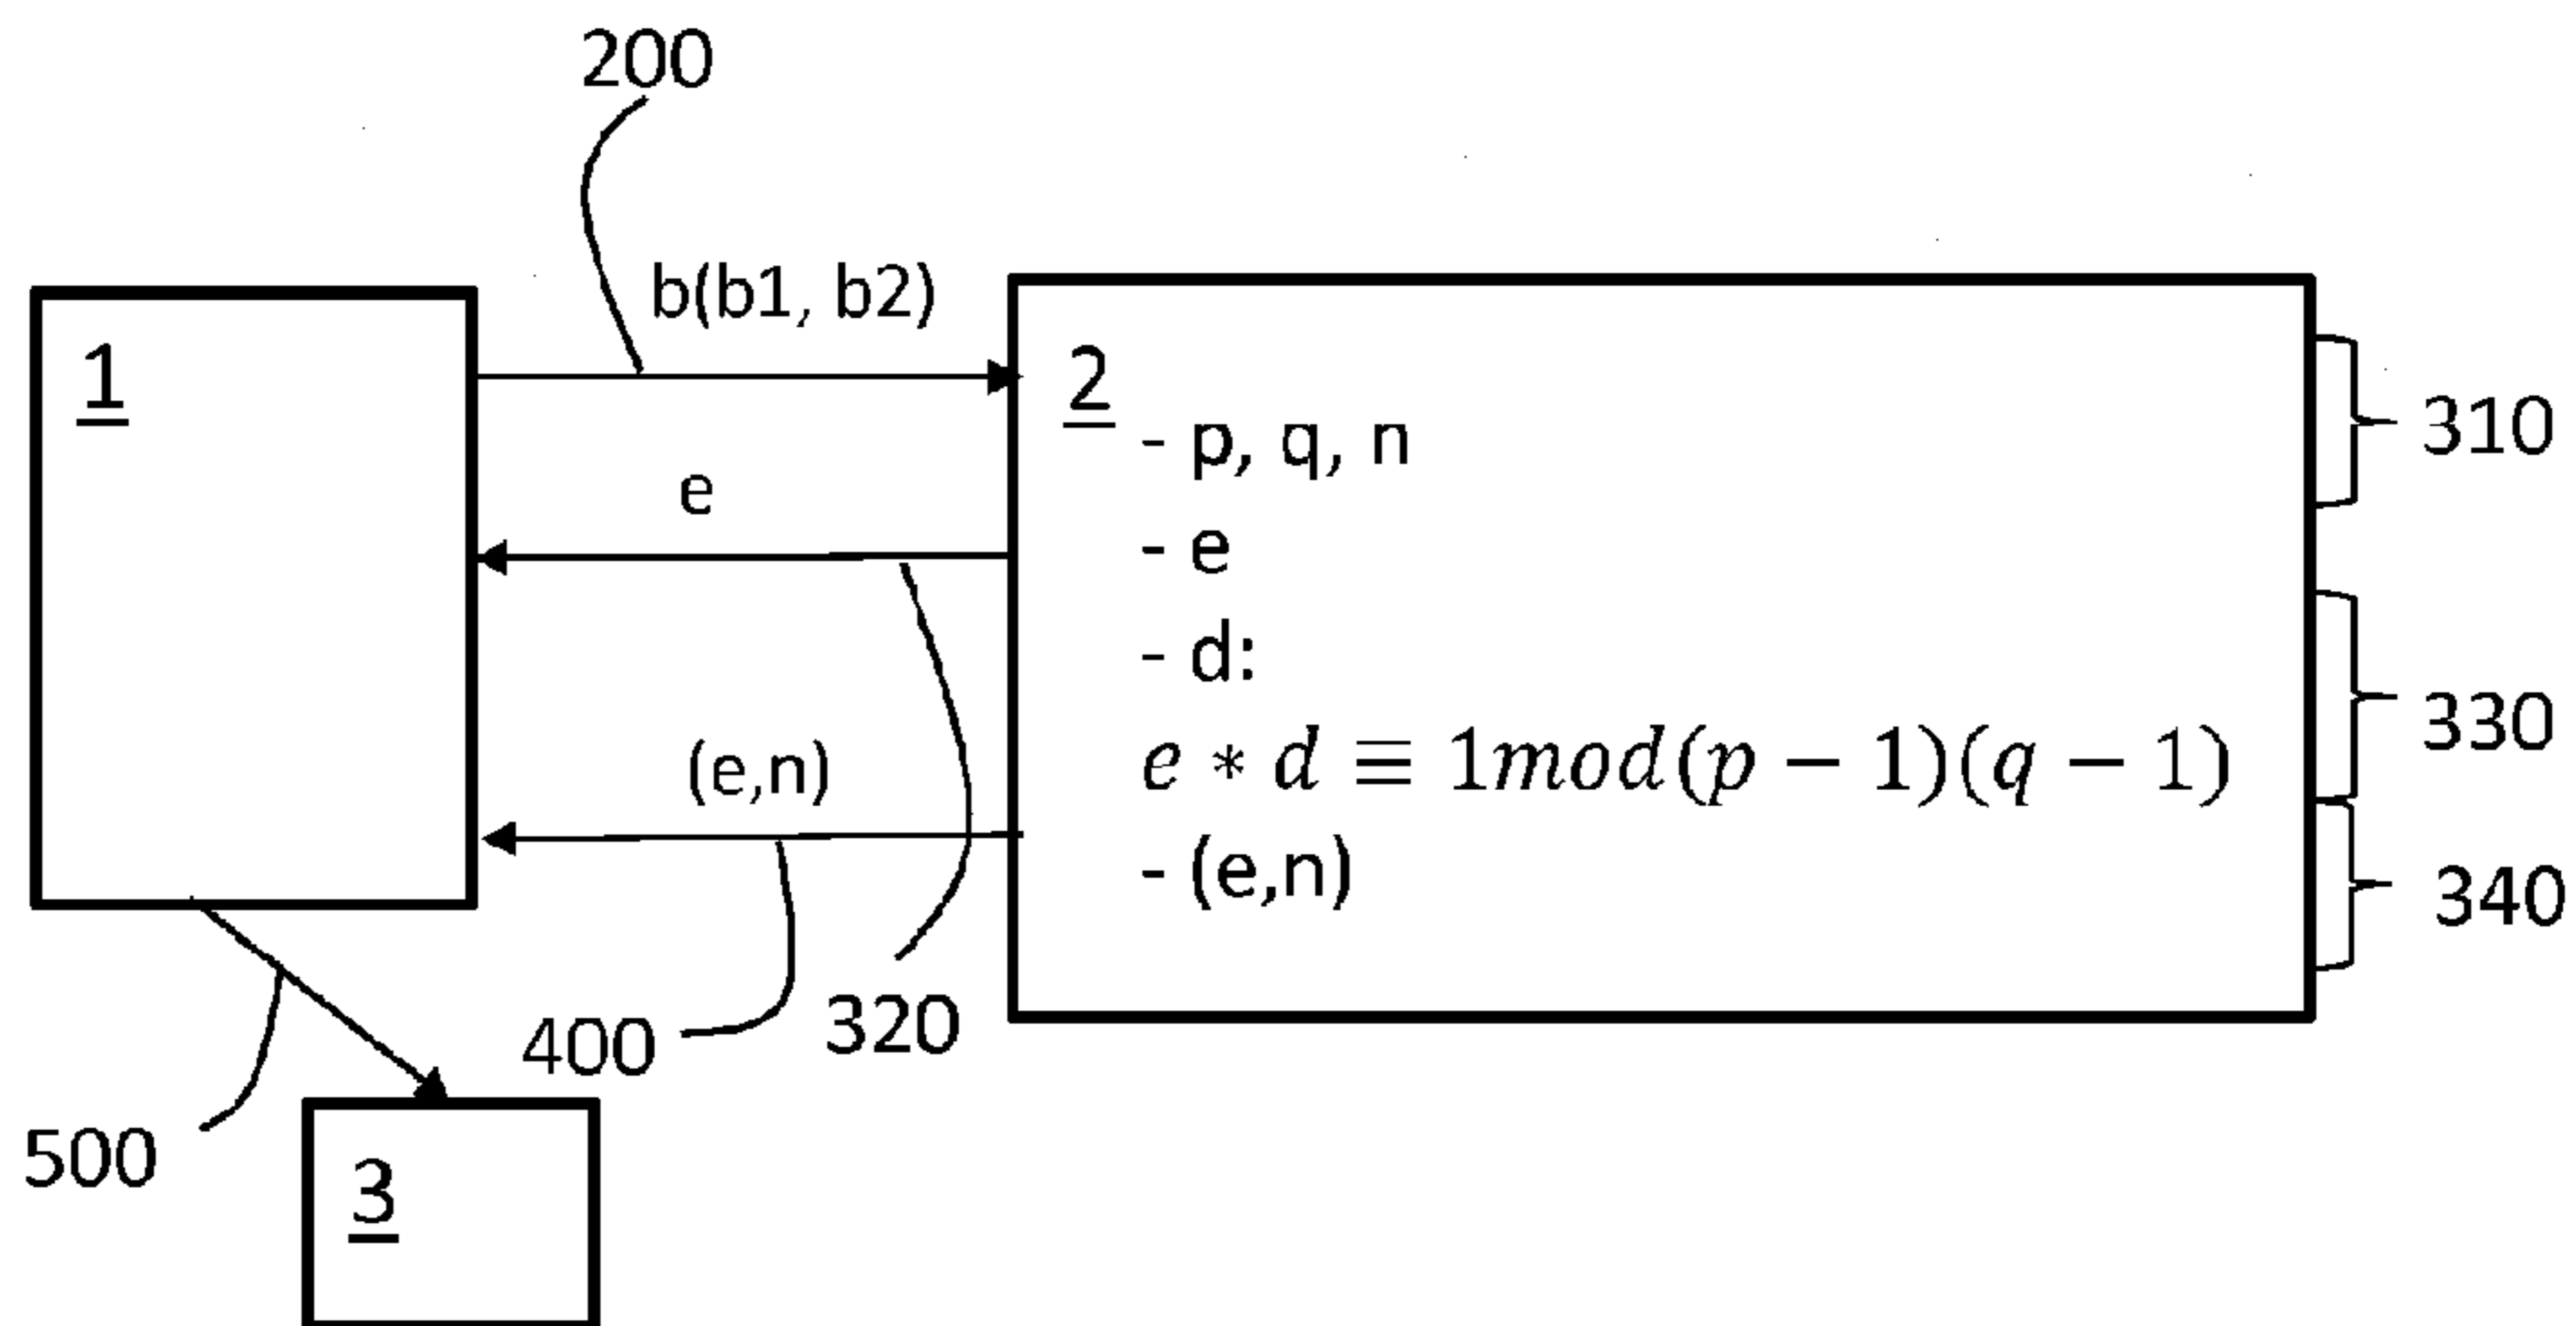 200
b(b1, b2)
1
2
- p, q, n
310
e
- e
- d:
330
e * d ≡ 1mod(p − 1)(q − 1)
(e,n)
- (e,n)
340
320
400
500
3